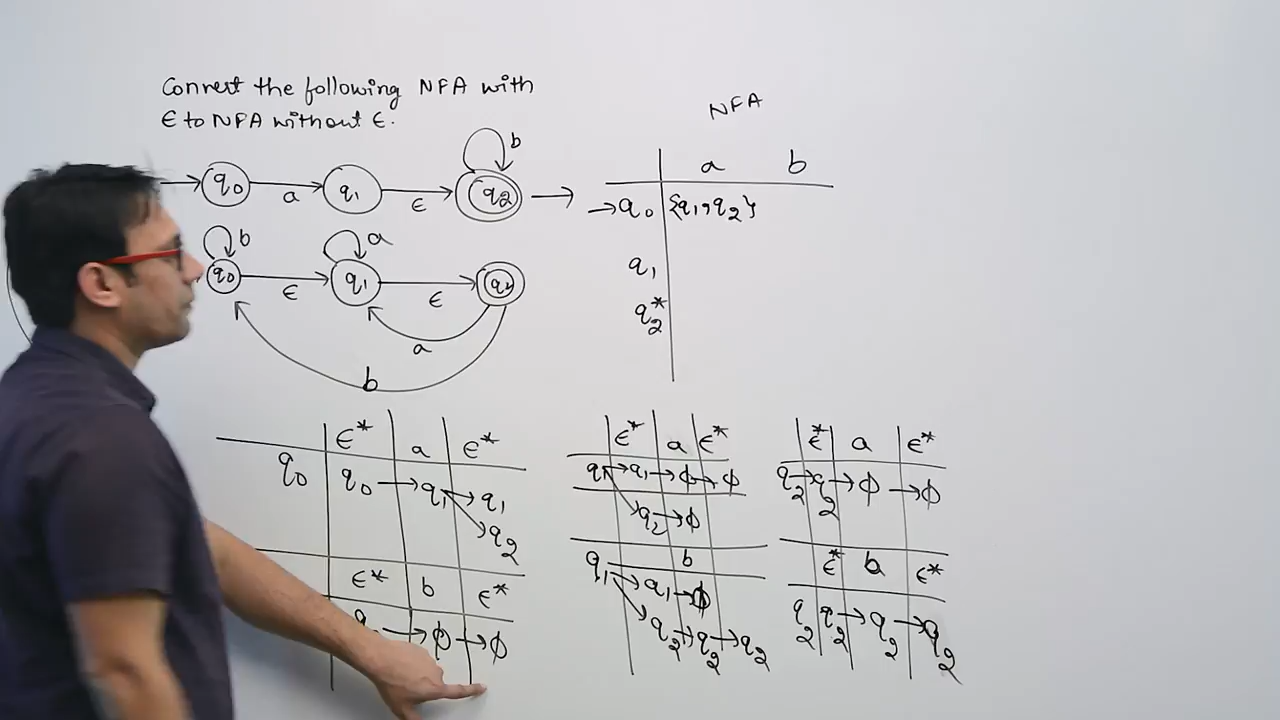 Convert the following NFA with
ϵ to NFA without ϵ.
q0 a q1 ϵ q2 b
b q0 ϵ q1 a ϵ q2
a
b
NFA
a b
→q0 {q1, q2}
q1
q2*
ϵ* a ϵ*
q0 q0 → q1 → q1
q2
ϵ* b ϵ*
→ ϕ → ϕ
ϵ* a ϵ*
q1 → q1 → ϕ → ϕ
q2 → ϕ
b
q1 → q1 → ϕ
q2 → q2 → q2
ϵ* a ϵ*
q2 → q2 → ϕ → ϕ
ϵ* b ϵ*
q2 q2 → q2 → q2